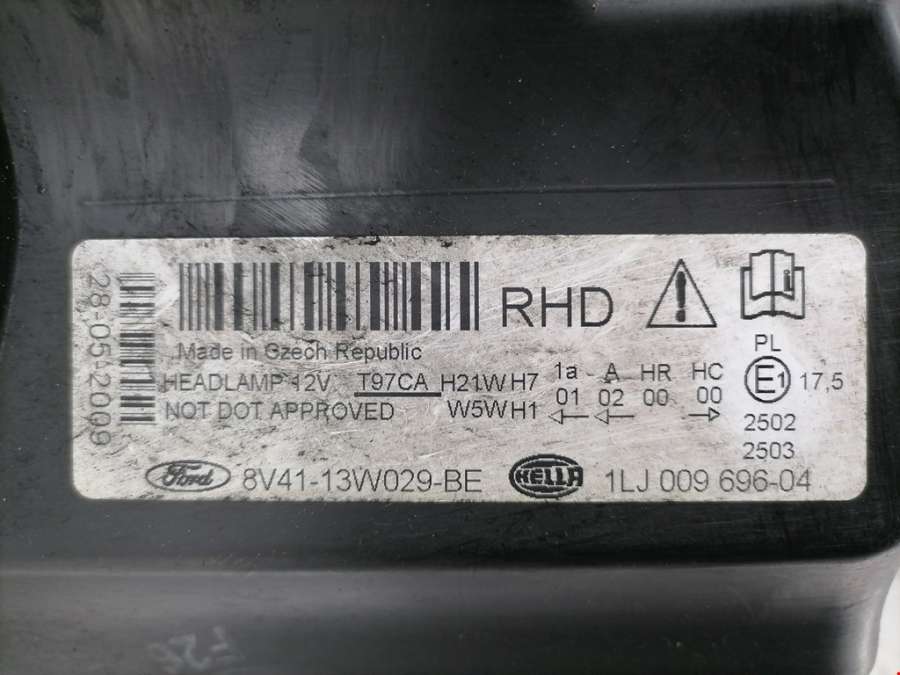 28-05-2009
RHD
Made in Czech Republic
HEADLAMP 12V T97CA H21W H7 1a A HR HC PL
NOT DOT APPROVED W5W H1 01 02 00 00 E1 17,5
2502
2503
Ford 8V41-13W029-BE HELLA 1LJ 009 696-04